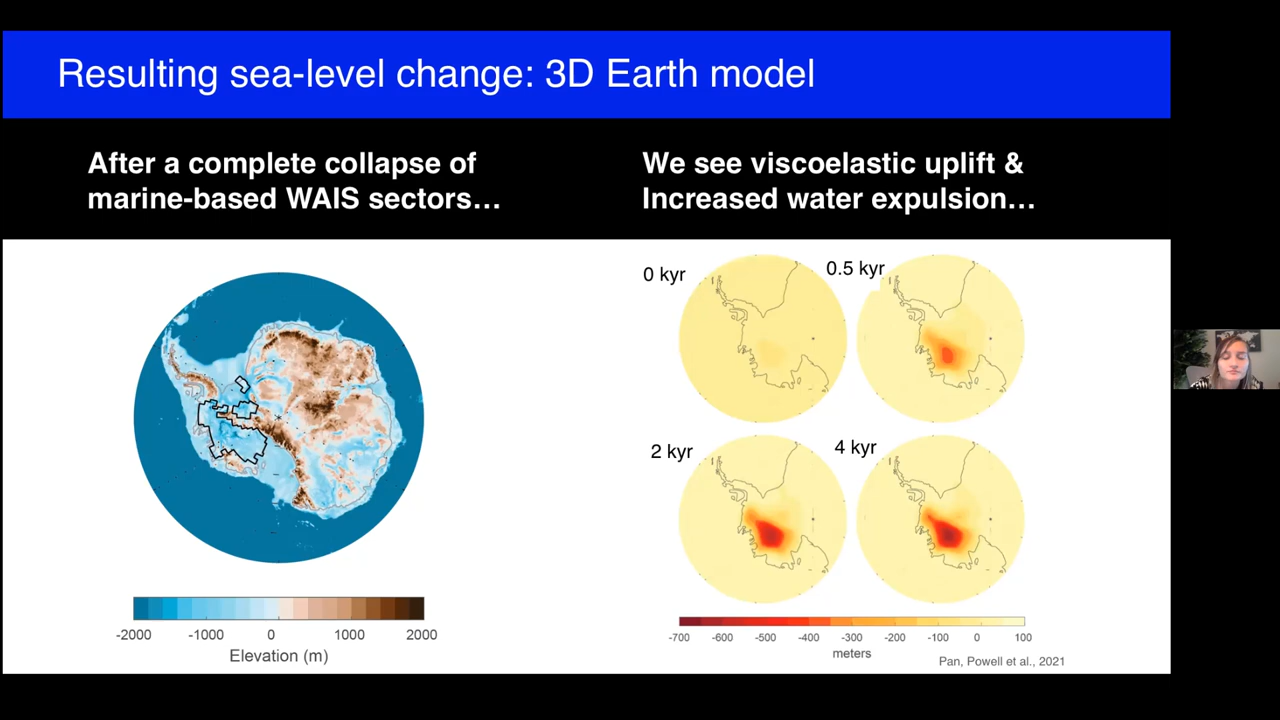 Resulting sea-level change: 3D Earth model
After a complete collapse of
marine-based WAIS sectors…
We see viscoelastic uplift &
Increased water expulsion…
0 kyr
0.5 kyr
2 kyr
4 kyr
-2000 -1000 0 1000 2000
Elevation (m)
-700 -600 -500 -400 -300 -200 -100 0 100
meters
Pan, Powell et al., 2021